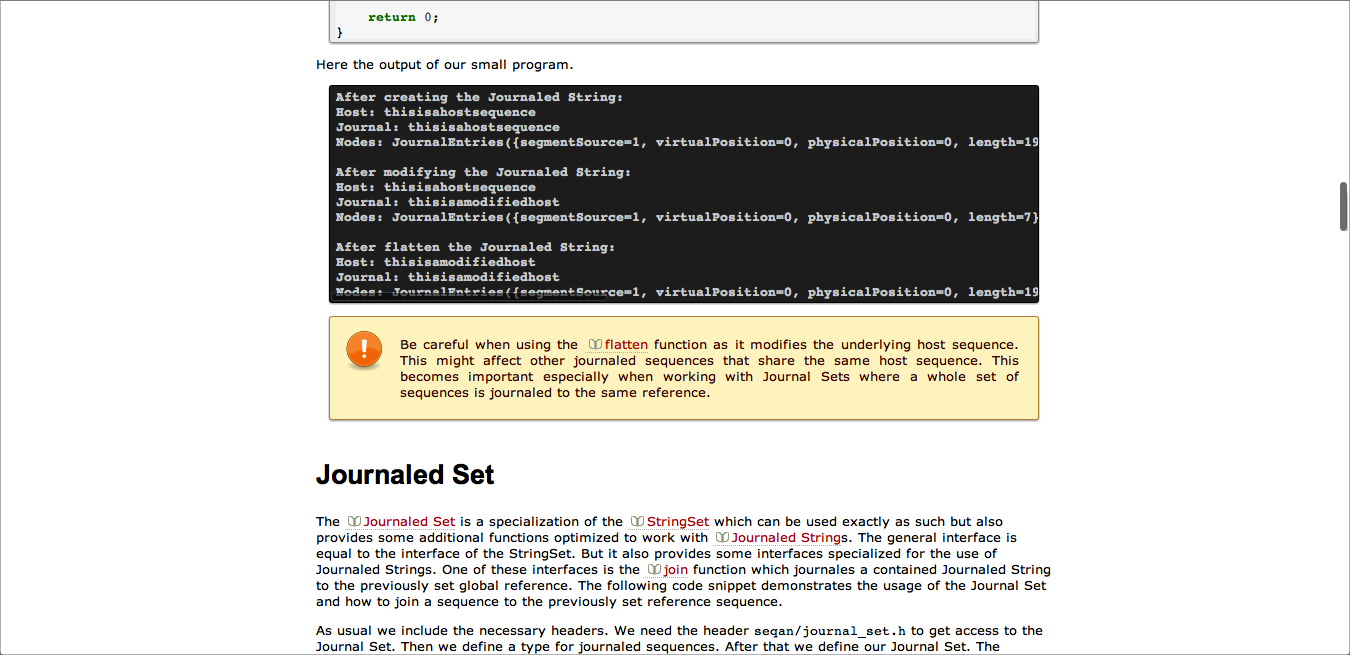 return 0;
}
Here the output of our small program.
After creating the Journaled String:
Host: thisisahostsequence
Journal: thisisahostsequence
Nodes: JournalEntries({segmentSource=1, virtualPosition=0, physicalPosition=0, length=19
After modifying the Journaled String:
Host: thisisahostsequence
Journal: thisisamodifiedhost
Nodes: JournalEntries({segmentSource=1, virtualPosition=0, physicalPosition=0, length=7}
After flatten the Journaled String:
Host: thisisamodifiedhost
Journal: thisisamodifiedhost
Nodes: JournalEntries({segmentSource=1, virtualPosition=0, physicalPosition=0, length=19
Be careful when using the flatten function as it modifies the underlying host sequence.
This might affect other journaled sequences that share the same host sequence. This
becomes important especially when working with Journal Sets where a whole set of
sequences is journaled to the same reference.
Journaled Set
The Journaled Set is a specialization of the StringSet which can be used exactly as such but also
provides some additional functions optimized to work with Journaled Strings. The general interface is
equal to the interface of the StringSet. But it also provides some interfaces specialized for the use of
Journaled Strings. One of these interfaces is the join function which journales a contained Journaled String
to the previously set global reference. The following code snippet demonstrates the usage of the Journal Set
and how to join a sequence to the previously set reference sequence.
As usual we include the necessary headers. We need the header seqan/journal_set.h to get access to the
Journal Set. Then we define a type for journaled sequences. After that we define our Journal Set. The